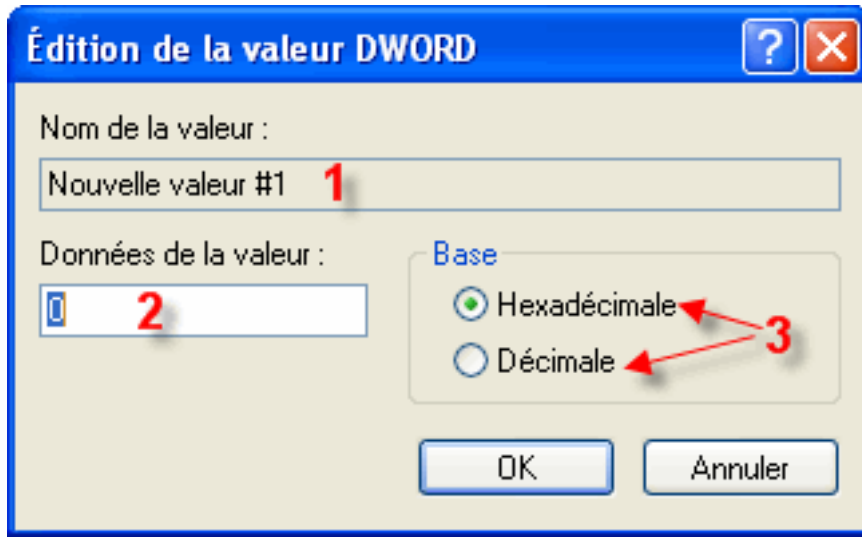 Édition de la valeur DWORD
Nom de la valeur :
Nouvelle valeur #1 1
Données de la valeur :
0 2
Base
Hexadécimale
3
Décimale
OK
Annuler